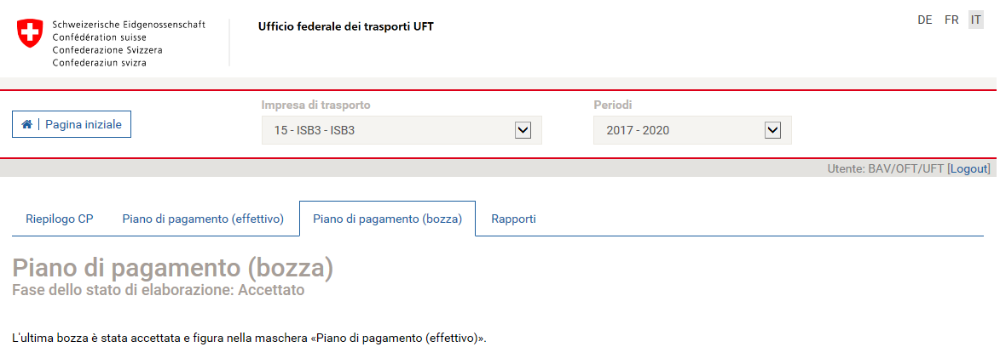 Schweizerische Eidgenossenschaft
Confédération suisse
Confederazione Svizzera
Confederaziun svizra
Ufficio federale dei trasporti UFT
DE FR IT
Pagina iniziale
Impresa di trasporto
15 - ISB3 - ISB3
Periodi
2017 - 2020
Utente: BAV/OFT/UFT [Logout]
Riepilogo CP Piano di pagamento (effettivo) Piano di pagamento (bozza) Rapporti
Piano di pagamento (bozza)
Fase dello stato di elaborazione: Accettato
L'ultima bozza è stata accettata e figura nella maschera «Piano di pagamento (effettivo)».